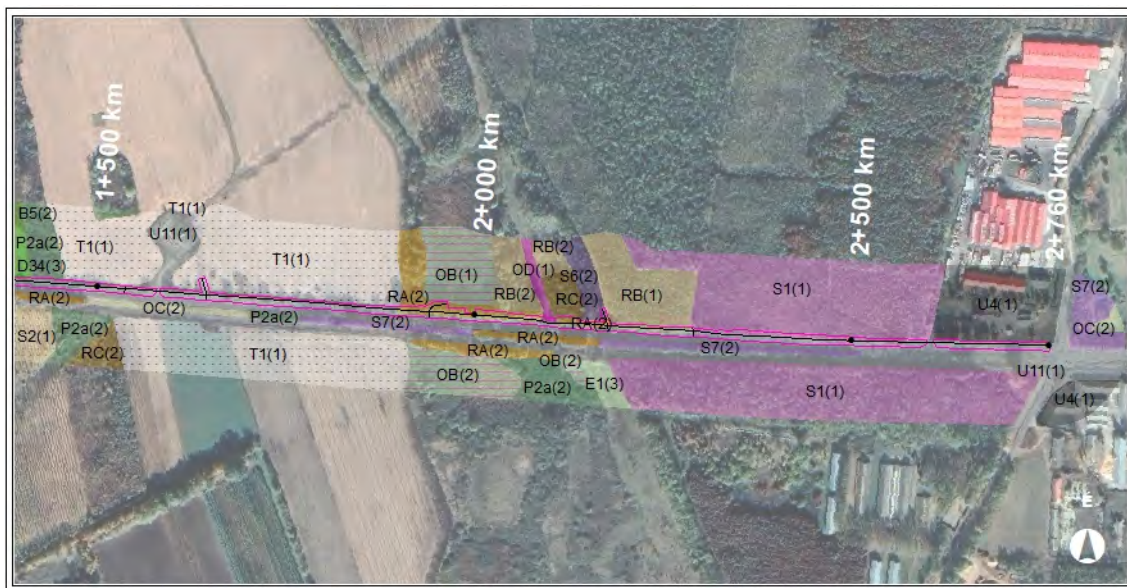 1+500 km
2+000 km
2+500 km
2+760 km
B5(2)
T1(1)
U11(1)
P2a(2)
T1(1)
T1(1)
D34(3)
RA(2)
OB(1)
RB(2)
OD(1)
RB(2)
S6(2)
RC(2)
RB(1)
S1(1)
U4(1)
S7(2)
OC(2)
RA(2)
OC(2)
P2a(2)
S7(2)
RA(2)
RA(2)
S7(2)
S2(1)
P2a(2)
RC(2)
T1(1)
RA(2)
OB(2)
OB(2)
P2a(2)
E1(3)
S1(1)
U11(1)
U4(1)
E